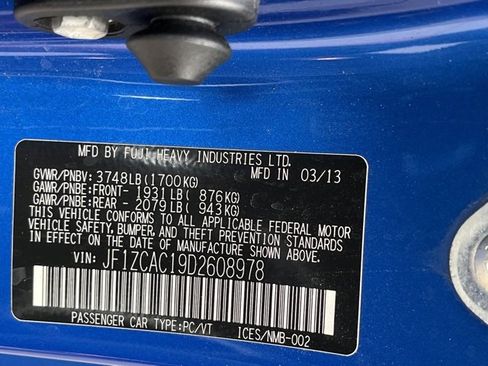 MFD BY FUJI HEAVY INDUSTRIES LTD.
GVWR/PNBV: 3748LB(1700KG) MFD IN 03/13
GAWR/PNBE:FRONT- 1931LB( 876KG)
GAWR/PNBE:REAR - 2079LB( 943KG)
THIS VEHICLE CONFORMS TO ALL APPLICABLE FEDERAL MOTOR
VEHICLE SAFETY, BUMPER, AND THEFT PREVENTION STANDARDS
IN EFFECT ON THE DATE OF MANUFACTURE SHOWN ABOVE.
VIN: JF1ZCAC19D2608978
PASSENGER CAR TYPE:PC/VT ICES/NMB-002